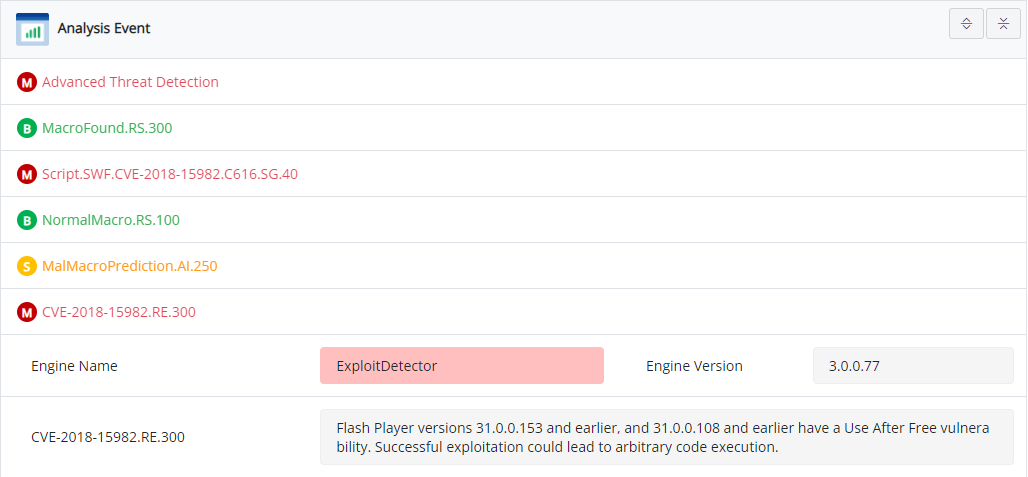 Analysis Event
M Advanced Threat Detection
B MacroFound.RS.300
M Script.SWF.CVE-2018-15982.C616.SG.40
B NormalMacro.RS.100
S MalMacroPrediction.AI.250
M CVE-2018-15982.RE.300
Engine Name ExploitDetector Engine Version 3.0.0.77
CVE-2018-15982.RE.300
Flash Player versions 31.0.0.153 and earlier, and 31.0.0.108 and earlier have a Use After Free vulnera
bility. Successful exploitation could lead to arbitrary code execution.